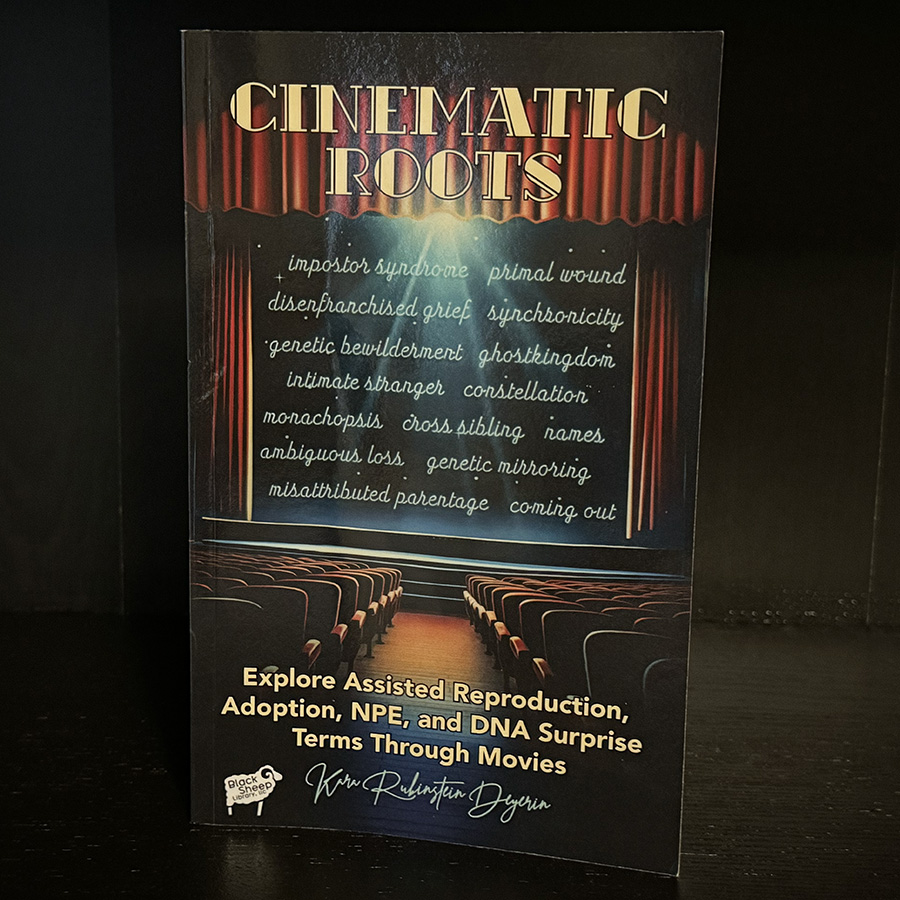 CINEMATIC
ROOTS
impostor syndrome primal wound
disenfranchised grief synchronicity
genetic bewilderment ghostkingdom
intimate stranger constellation
monachopsis cross sibling names
ambiguous loss genetic mirroring
misattributed parentage coming out
Explore Assisted Reproduction,
Adoption, NPE, and DNA Surprise
Terms Through Movies
Kara Rubinstein Deyerin
Black
Sheep
Library, llc